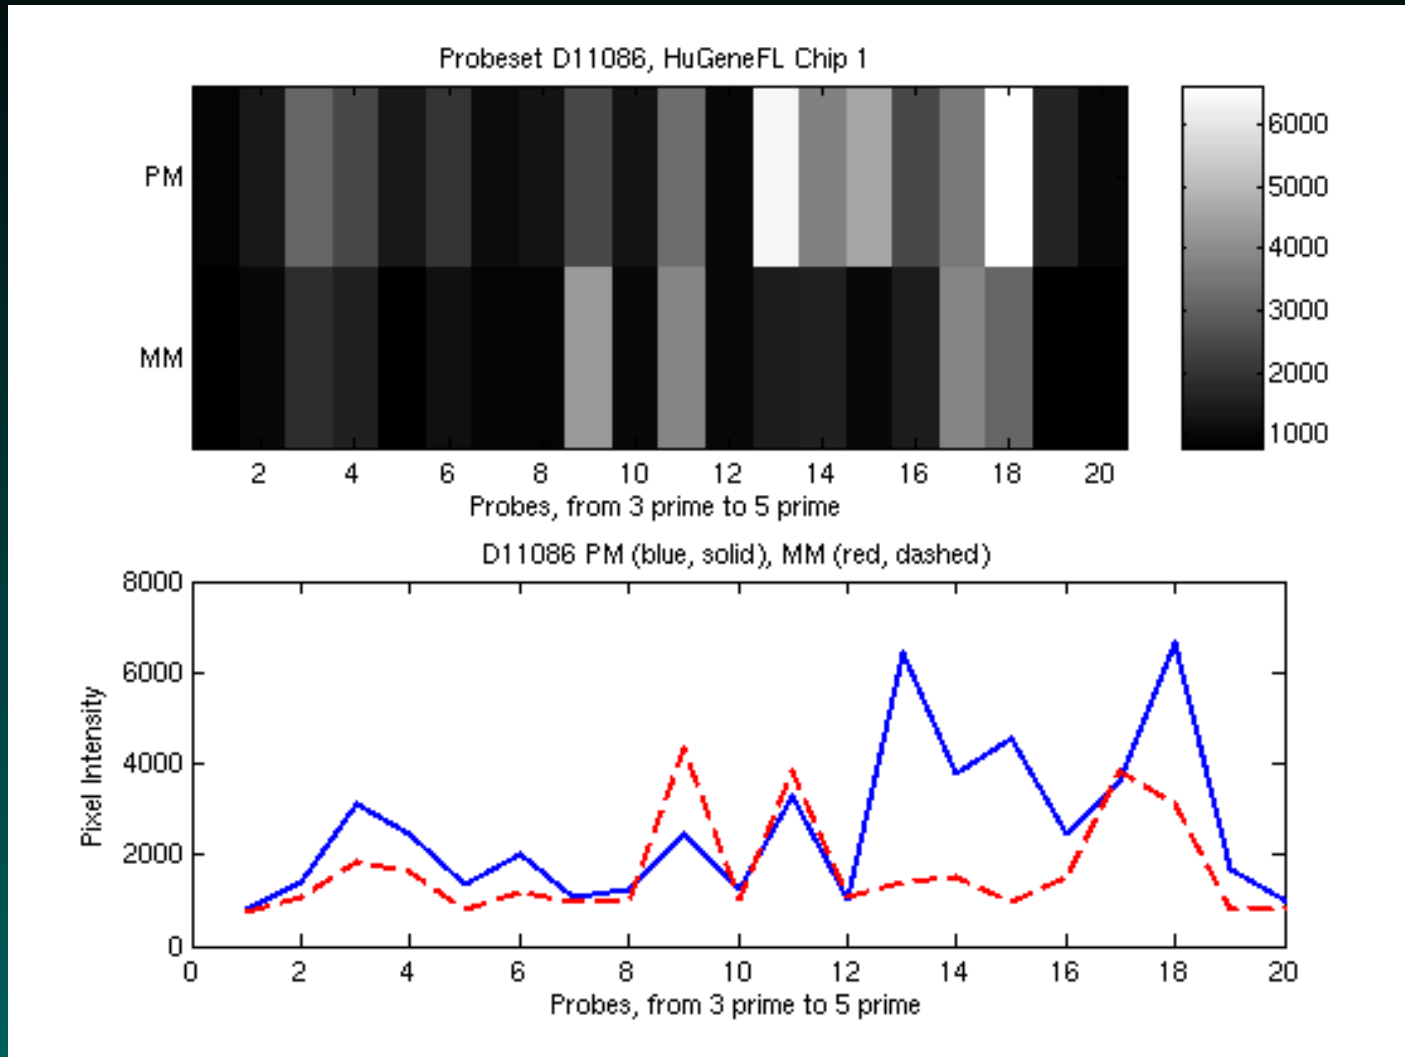 Probeset D11086, HuGeneFL Chip 1
PM
MM
2 4 6 8 10 12 14 16 18 20
Probes, from 3 prime to 5 prime
6000
5000
4000
3000
2000
1000
D11086 PM (blue, solid), MM (red, dashed)
8000
6000
4000
2000
0
Pixel Intensity
0 2 4 6 8 10 12 14 16 18 20
Probes, from 3 prime to 5 prime